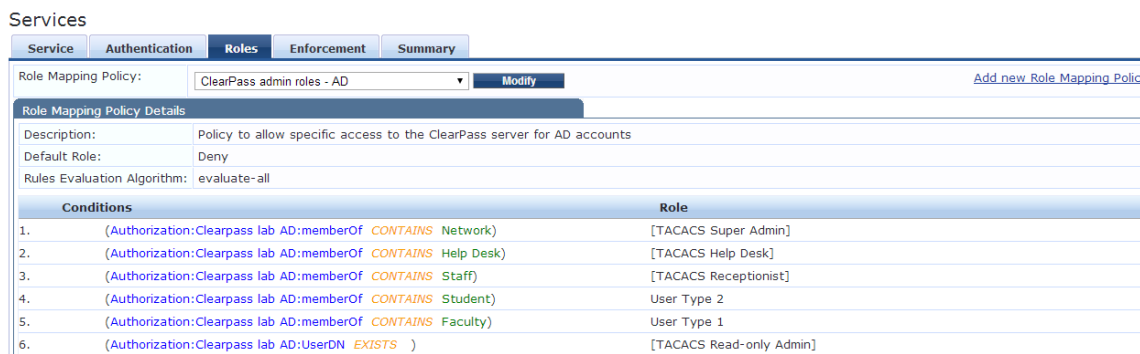 Services
Service Authentication Roles Enforcement Summary
Role Mapping Policy: ClearPass admin roles - AD Modify Add new Role Mapping Polic
Role Mapping Policy Details
Description: Policy to allow specific access to the ClearPass server for AD accounts
Default Role: Deny
Rules Evaluation Algorithm: evaluate-all
Conditions Role
1. (Authorization:Clearpass lab AD:memberOf CONTAINS Network) [TACACS Super Admin]
2. (Authorization:Clearpass lab AD:memberOf CONTAINS Help Desk) [TACACS Help Desk]
3. (Authorization:Clearpass lab AD:memberOf CONTAINS Staff) [TACACS Receptionist]
4. (Authorization:Clearpass lab AD:memberOf CONTAINS Student) User Type 2
5. (Authorization:Clearpass lab AD:memberOf CONTAINS Faculty) User Type 1
6. (Authorization:Clearpass lab AD:UserDN EXISTS ) [TACACS Read-only Admin]